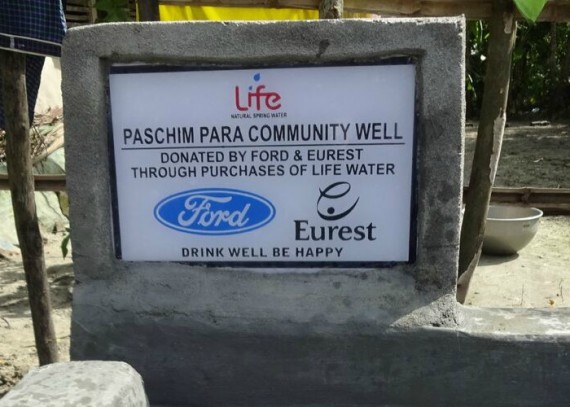 Life
NATURAL SPRING WATER
PASCHIM PARA COMMUNITY WELL
DONATED BY FORD & EUREST
THROUGH PURCHASES OF LIFE WATER
Ford
Eurest
DRINK WELL BE HAPPY